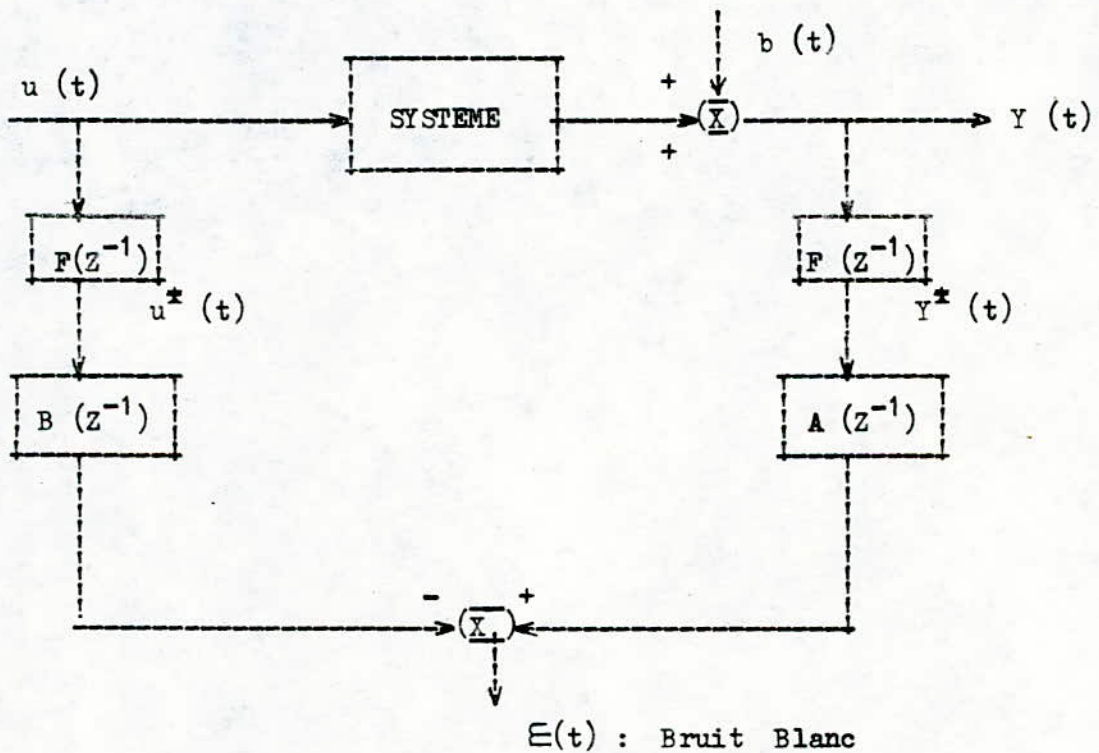 b (t)
u (t)
+
SYSTEME
(X)
Y (t)
+
F(Z⁻¹)
F (Z⁻¹)
u* (t)
Y* (t)
B (Z⁻¹)
A (Z⁻¹)
- (X) +
∈(t) : Bruit Blanc